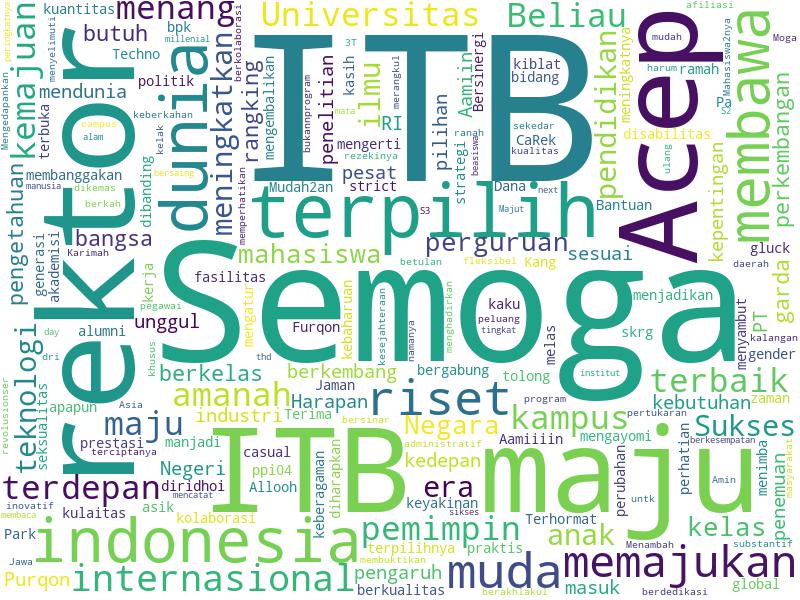 menang
Universitas
Beliau
kuantitas
afiliasi
ITB
Acep
Semoga
rektor
dunia
meningkatkan
rangking
mengembalikan
berkolaborasi
bpk
millenial
butuh
Techno
politik
mendunia
menyelimuti
peringkatnya
Mengedapankan
kemajuan
terbuka
keberkahan
caepus
alam
kelak
bersaing
membanggakan
manusia
dikemas
berkah
dibanding
pengetahuan
generasi
akademisi
Karimah
bangsa
kerja
pegawai
unggul
teknologi
day
alumni
dri
khusus
revolusionser
seksualitas
apapun
Asia
maju
prestasi
terciptanya
manjadi
terdepan
Negeri
diridhoi
mencatat
inovatif
kulaitas
membaca
asik
kolaborasi
Park
Jawa
indonesia
Purqon
internasional
kasih
3T
penelitian
bukannprogram
ilmu
merangkul
RI
mengerti
rezekinya
mata
pesat
Mudah2an
strict
memperhatikan
Aamiin
Bersinergi
pilihan
strategi
ranah
beasiswa
kiblat
bidang
sekedar
CaRek
kualitas
Dana
next
S3
Majut
terpilih
Bantuan
pendidikan
meningkatnya
disabilitas
mudah
harum
ramah
ulang
kepentingan
Pa
Mahasiswa2nya
S2
Moga
membawa
perkembangan
gluck
daerah
garda
PT
mahasiswa
perguruan
sesuai
betulan
fleksibel
Kang
fasilitas
mengatur
Furqon
kebaharuan
kesejahteraan
namanya
kaku
peluang
tingkat
menghadirkan
menjadikan
skrg
menyambut
kalangan
gender
thd
melas
institut
berkelas
berkembang
bergabung
tolong
terbaik
zaman
amanah
Jaman
Harapan
riset
program
pertukaran
kebutuhan
industri
Terima
bersinar
Negara
kampus
Sukses
administratif
Aamiiiin
mengayomi
berkesempatan
ITB
maju
casual
ppi04
Allooh
keberagaman
diharapkan
kedepan
era
keyakinan
sikses
perubahan
untk
perhatian
Amin
menimba
penemuan
masyarakat
pemimpin
Terhormat
anak
kelas
terpilihnya
praktis
membuktikan
Menambah
substantif
pengaruh
muda
memajukan
berkualitas
berakhlakul
masuk
berdedikasi
global